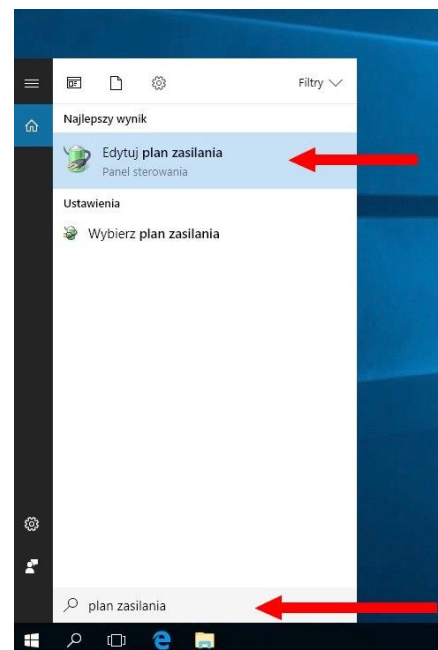 Filtry
Najlepszy wynik
Edytuj plan zasilania
Panel sterowania
Ustawienia
Wybierz plan zasilania
plan zasilania